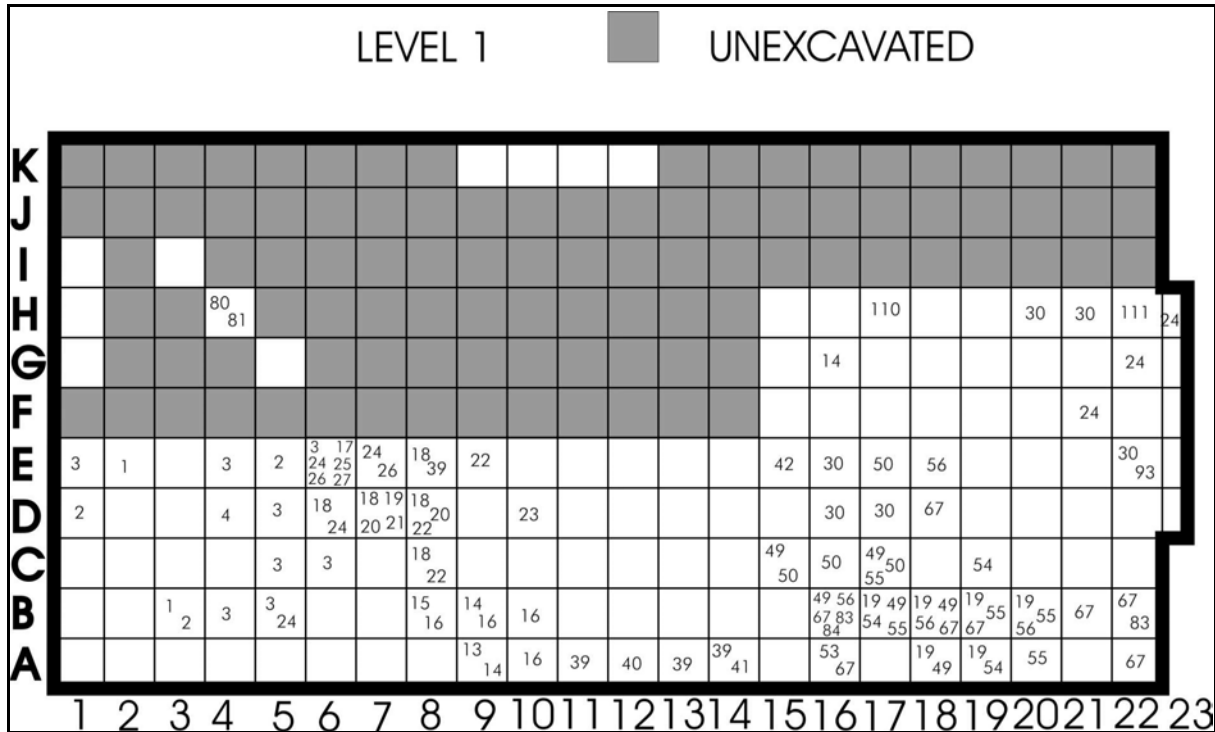 LEVEL 1 UNEXCAVATED
K
J
I
H 80 81 110 30 30 111 24
G 14 24
F 24
E 3 1 3 2 3 17 24 25 26 27 24 26 18 39 22 42 30 50 56 30 93
D 2 4 3 18 24 18 19 20 21 18 20 22 23 30 30 67
C 3 3 18 22 49 50 50 49 50 55 54
B 1 2 3 3 24 15 16 14 16 16 49 56 67 83 84 19 49 54 55 19 49 56 67 19 55 67 19 55 56 67 67 83
A 13 14 16 39 40 39 39 41 53 67 19 49 19 54 55 67
1 2 3 4 5 6 7 8 9 10 11 12 13 14 15 16 17 18 19 20 21 22 23